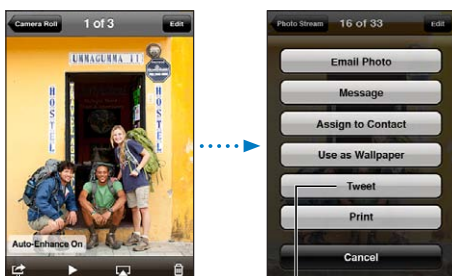 Camera Roll 1 of 3 Edit
UMMAGUMMA III
HOSTEL
HOSTEL
Auto-Enhance On
Photo Stream 16 of 33 Edit
Email Photo
Message
Assign to Contact
Use as Wallpaper
Tweet
Print
Cancel